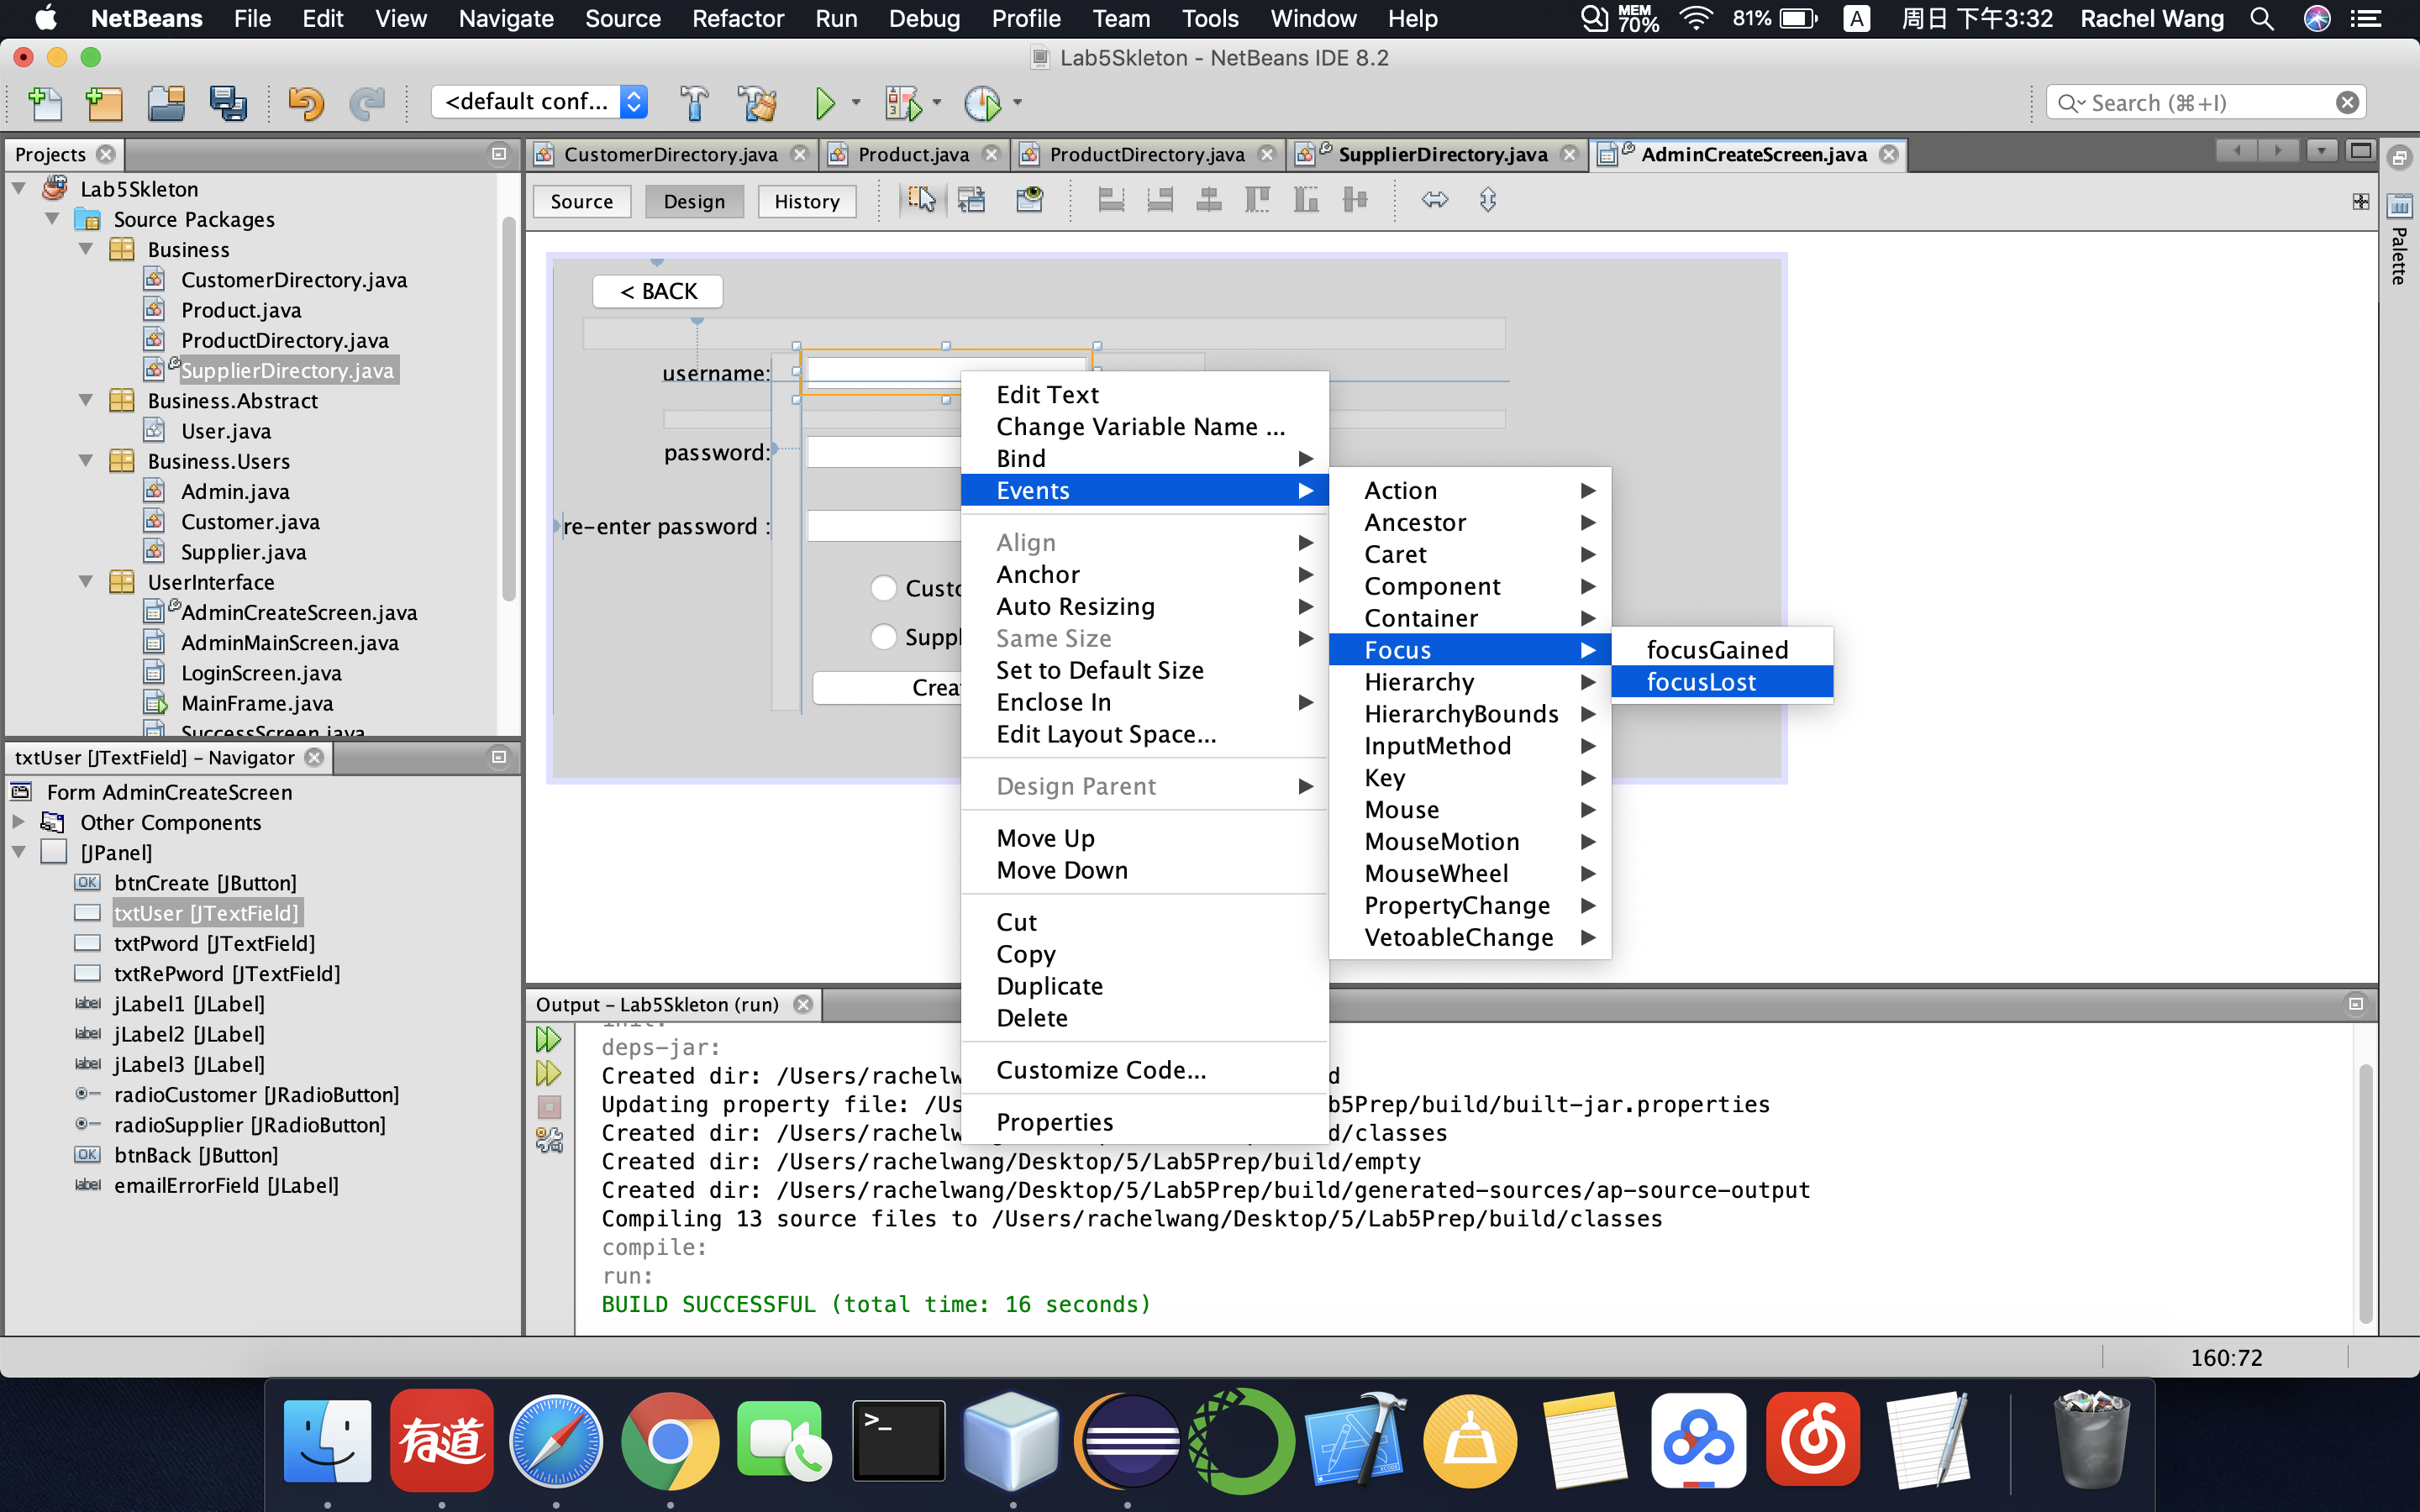 NetBeans File Edit View Navigate Source Refactor Run Debug Profile Team Tools Window Help MEM 70% 81% A 周日 下午3:32 Rachel Wang
Lab5Skleton - NetBeans IDE 8.2
<default conf... Search (⌘+I)
Projects
Lab5Skleton
Source Packages
Business
CustomerDirectory.java
Product.java
ProductDirectory.java
SupplierDirectory.java
Business.Abstract
User.java
Business.Users
Admin.java
Customer.java
Supplier.java
UserInterface
AdminCreateScreen.java
AdminMainScreen.java
LoginScreen.java
MainFrame.java
SuccessScreen.java
txtUser [JTextField] - Navigator
Form AdminCreateScreen
Other Components
[JPanel]
OK btnCreate [JButton]
txtUser [JTextField]
txtPword [JTextField]
txtRePword [JTextField]
label jLabel1 [JLabel]
label jLabel2 [JLabel]
label jLabel3 [JLabel]
radioCustomer [JRadioButton]
radioSupplier [JRadioButton]
OK btnBack [JButton]
label emailErrorField [JLabel]
CustomerDirectory.java Product.java ProductDirectory.java SupplierDirectory.java AdminCreateScreen.java
Source Design History
Palette
< BACK
username:
password:
re-enter password :
Custo
Suppl
Crea
Edit Text
Change Variable Name ...
Bind
Events
Align
Anchor
Auto Resizing
Same Size
Set to Default Size
Enclose In
Edit Layout Space...
Design Parent
Move Up
Move Down
Cut
Copy
Duplicate
Delete
Customize Code...
Properties
Action
Ancestor
Caret
Component
Container
Focus
Hierarchy
HierarchyBounds
InputMethod
Key
Mouse
MouseMotion
MouseWheel
PropertyChange
VetoableChange
focusGained
focusLost
Output - Lab5Skleton (run)
init:
deps-jar:
Created dir: /Users/rachelw d
Updating property file: /Us b5Prep/build/built-jar.properties
Created dir: /Users/rachelw d/classes
Created dir: /Users/rachelwang/Desktop/5/Lab5Prep/build/empty
Created dir: /Users/rachelwang/Desktop/5/Lab5Prep/build/generated-sources/ap-source-output
Compiling 13 source files to /Users/rachelwang/Desktop/5/Lab5Prep/build/classes
compile:
run:
BUILD SUCCESSFUL (total time: 16 seconds)
160:72
有道
>_